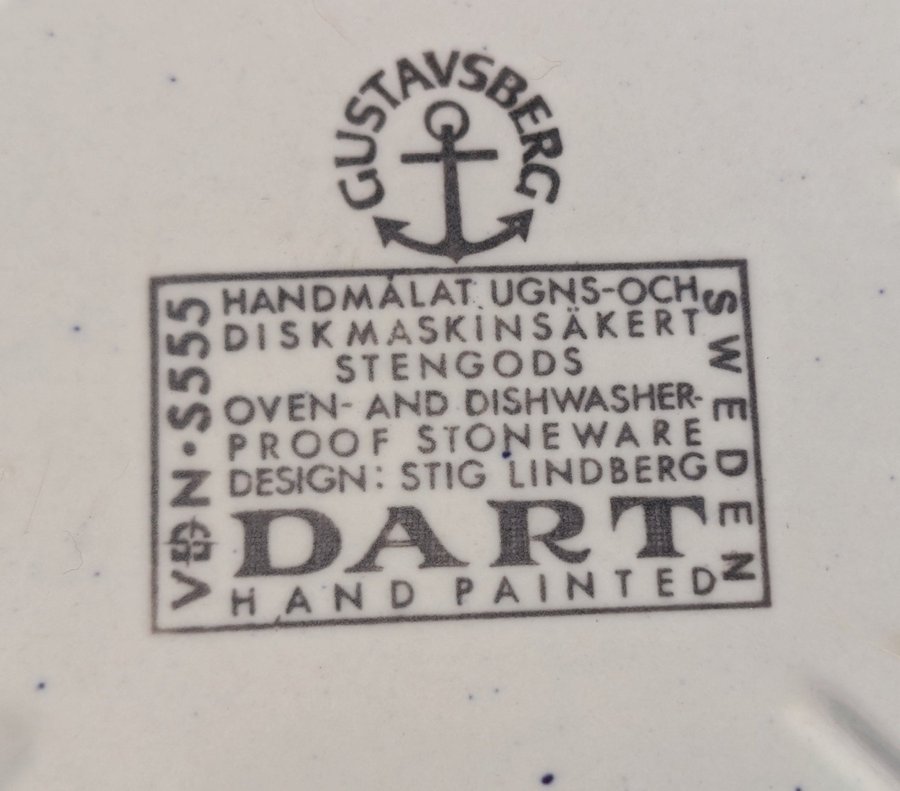 GUSTAVSBERG
HANDMÅLAT UGNS-OCH
DISKMASKINSÄKERT
STENGODS
OVEN- AND DISHWASHER-
PROOF STONEWARE
DESIGN: STIG LINDBERG
DART
HAND PAINTED
VDN·S555
SWEDEN